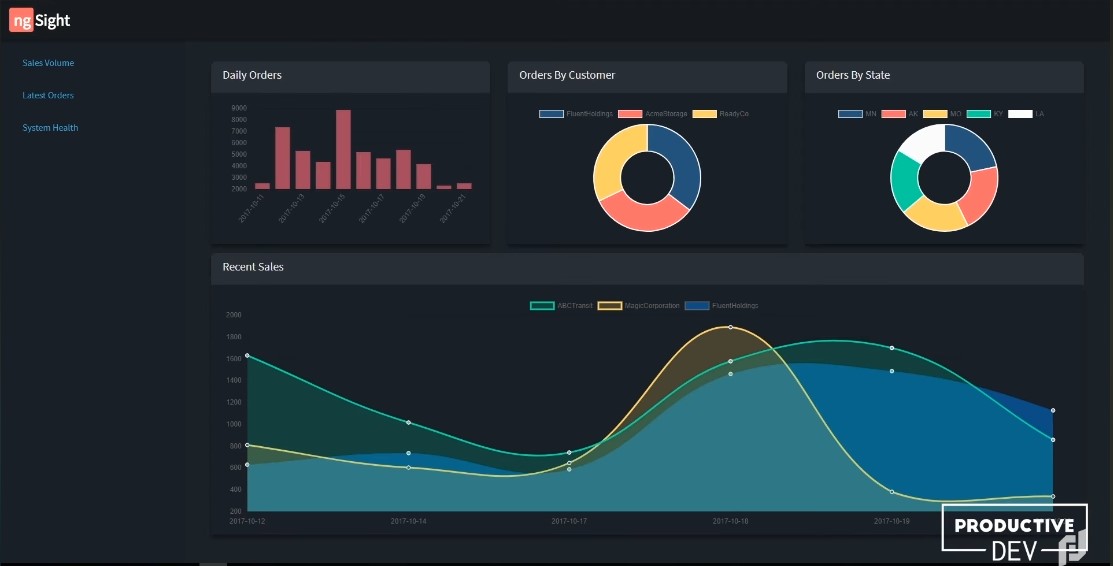 ng Sight
Sales Volume
Latest Orders
System Health
Daily Orders
9000
8000
7000
6000
5000
4000
3000
2000
2017-10-11
2017-10-13
2017-10-15
2017-10-17
2017-10-19
2017-10-21
Orders By Customer
FluentHoldings AcmeStorage ReadyCo
Orders By State
MN AK MO KY LA
Recent Sales
ABCTransit MagicCorporation FluentHoldings
2000
1800
1600
1400
1200
1000
800
600
400
200
2017-10-12 2017-10-14 2017-10-17 2017-10-18 2017-10-19
PRODUCTIVE
DEV